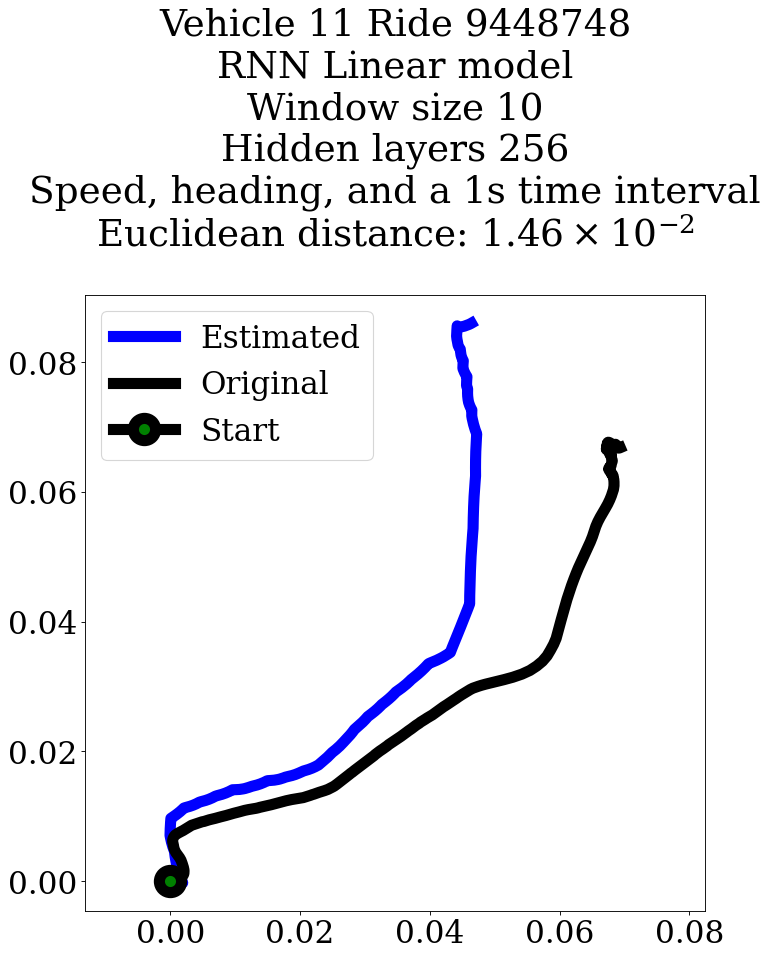 Vehicle 11 Ride 9448748
RNN Linear model
Window size 10
Hidden layers 256
Speed, heading, and a 1s time interval
Euclidean distance: 1.46 × 10⁻²
Estimated
Original
Start
0.08
0.06
0.04
0.02
0.00
0.00 0.02 0.04 0.06 0.08